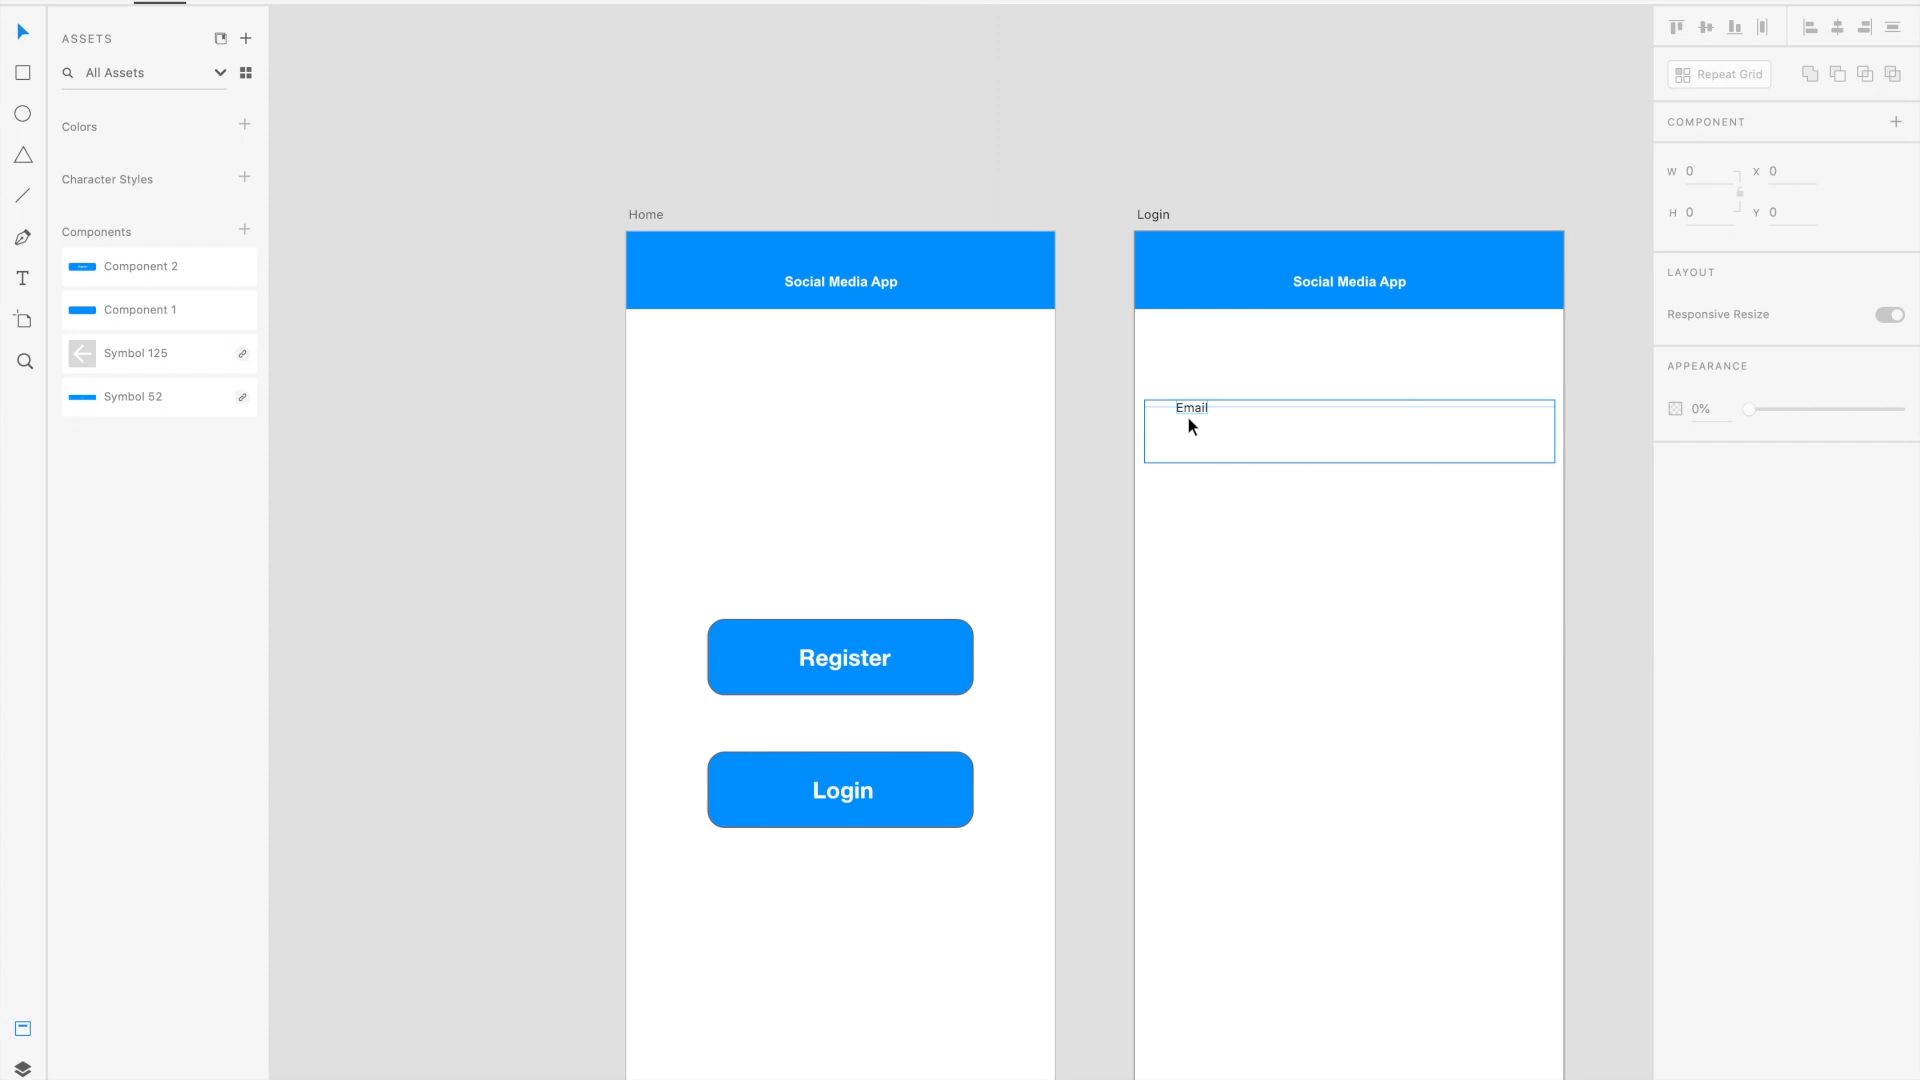 ASSETS
All Assets
Colors
Character Styles
Components
Component 2
Component 1
Symbol 125
Symbol 52
Home
Social Media App
Register
Login
Login
Social Media App
Email
Repeat Grid
COMPONENT
W 0 X 0
H 0 Y 0
LAYOUT
Responsive Resize
APPEARANCE
0%